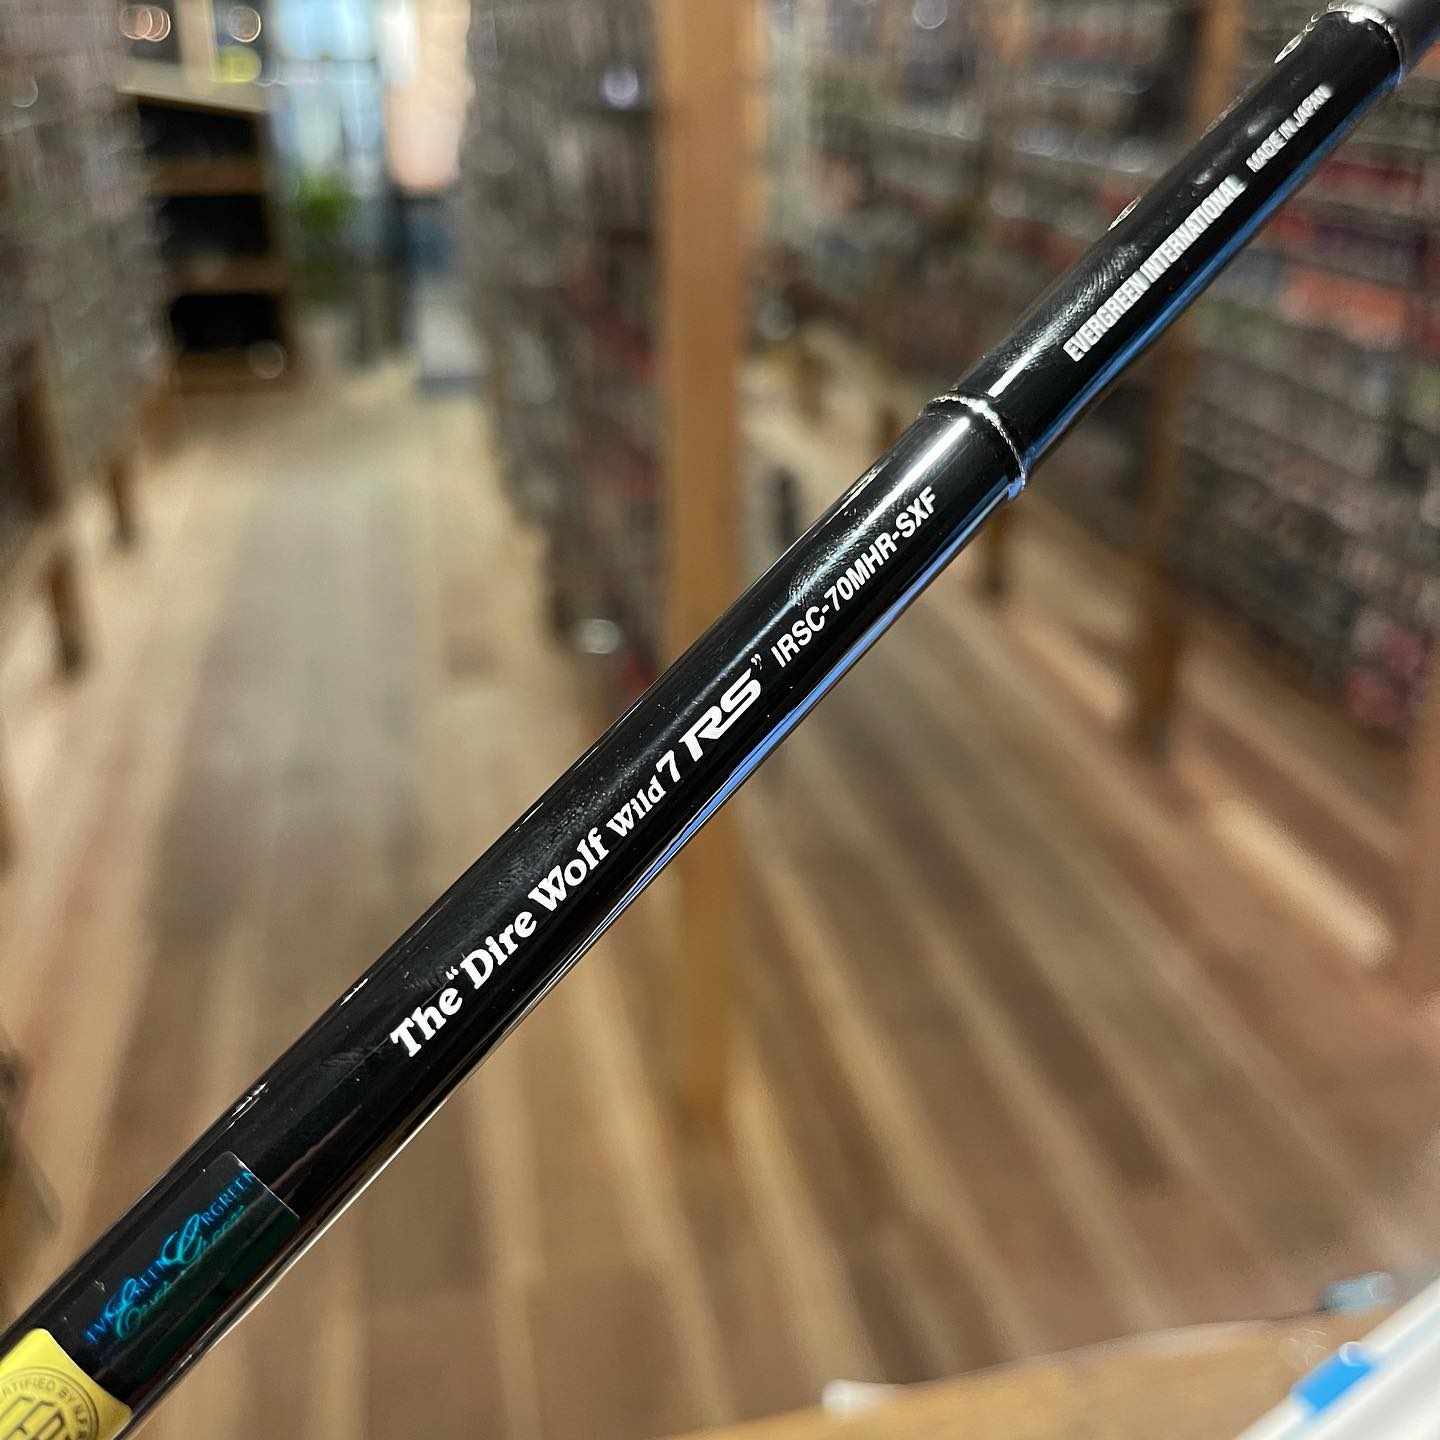 The "Dire Wolf Wild 7 RS" IRSC-70MHR-SXF
EVERGREEN INTERNATIONAL MADE IN JAPAN